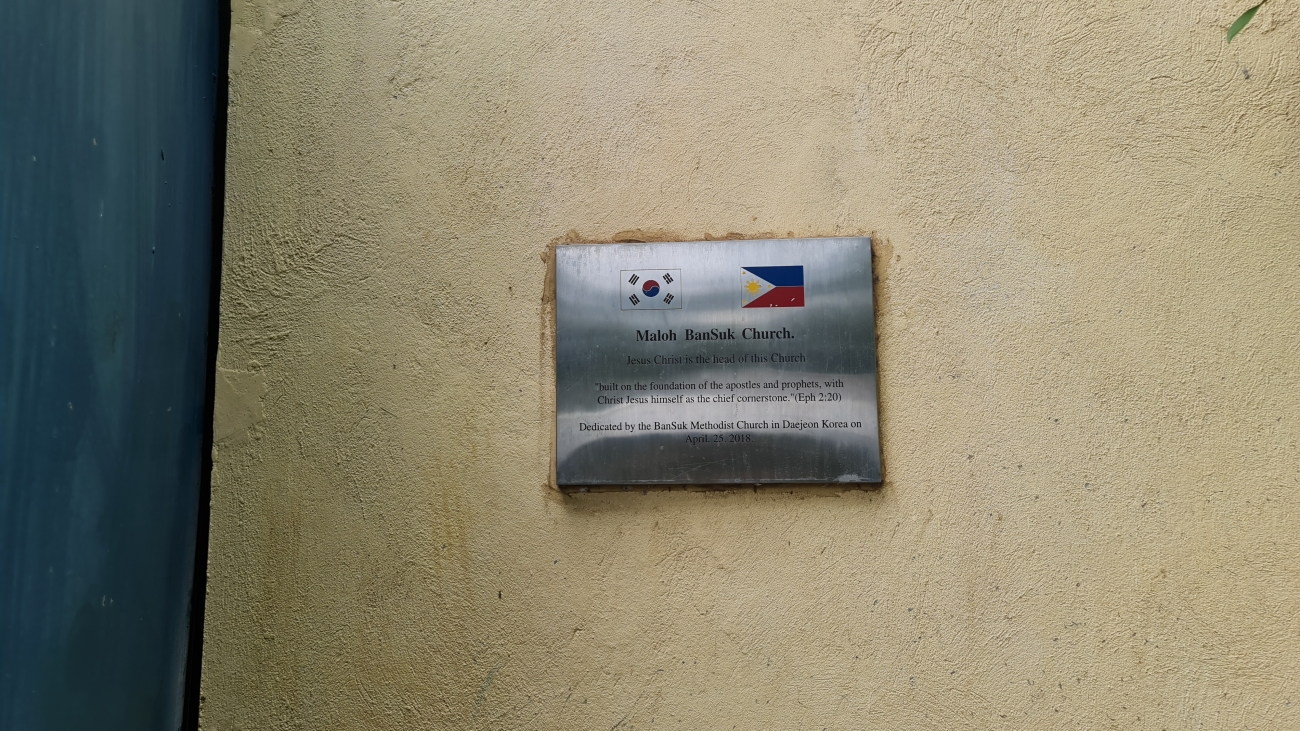 Maloh BanSuk Church.
Jesus Christ is the head of this Church
"built on the foundation of the apostles and prophets, with
Christ Jesus himself as the chief cornerstone."(Eph 2:20)
Dedicated by the BanSuk Methodist Church in Daejeon Korea on
April. 25. 2018